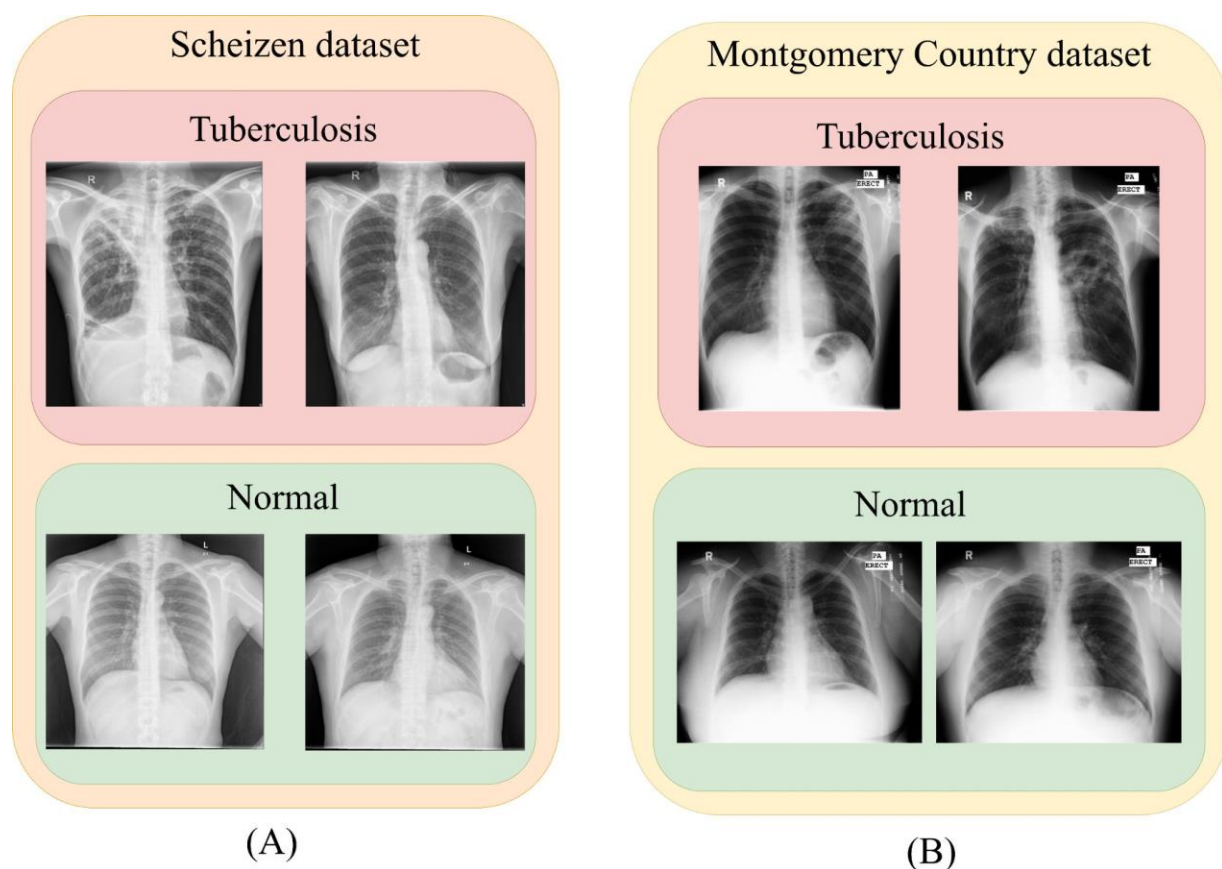 Scheizen dataset
Tuberculosis
R
R
Normal
L
L
(A)
Montgomery Country dataset
Tuberculosis
R
PA
ERECT
R
PA
ERECT
Normal
R
PA
ERECT
R
PA
ERECT
(B)